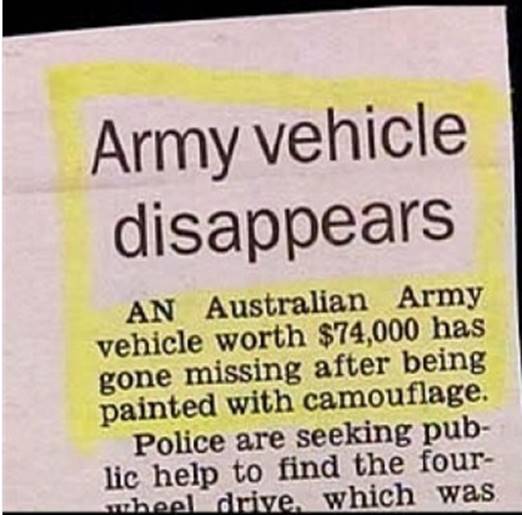 Army vehicle
disappears
AN Australian Army
vehicle worth $74,000 has
gone missing after being
painted with camouflage.
Police are seeking pub-
lic help to find the four-
wheel drive, which was